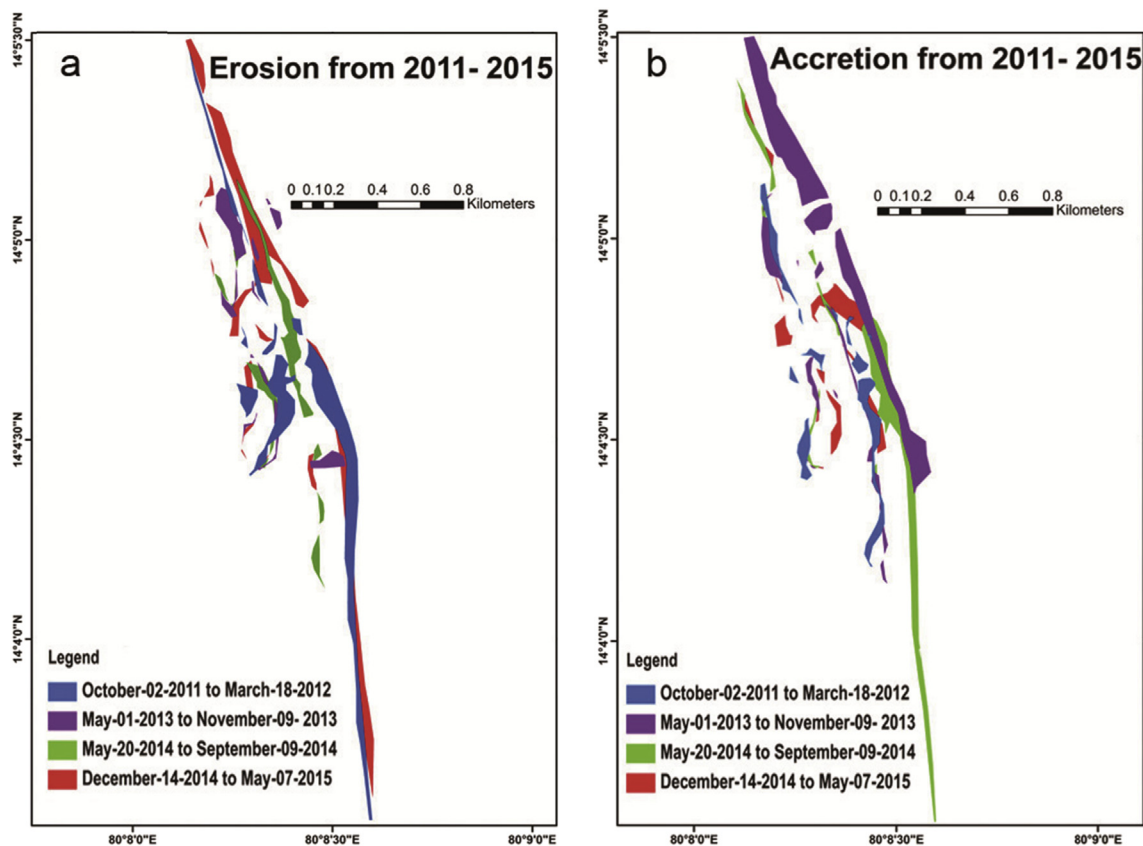 a
Erosion from 2011- 2015
0 0.10.2 0.4 0.6 0.8
Kilometers
14°5'30"N
14°5'0"N
14°4'30"N
14°4'0"N
Legend
October-02-2011 to March-18-2012
May-01-2013 to November-09- 2013
May-20-2014 to September-09-2014
December-14-2014 to May-07-2015
80°8'0"E 80°8'30"E 80°9'0"E
b
Accretion from 2011- 2015
0 0.10.2 0.4 0.6 0.8
Kilometers
14°5'30"N
14°5'0"N
14°4'30"N
14°4'0"N
Legend
October-02-2011 to March-18-2012
May-01-2013 to November-09- 2013
May-20-2014 to September-09-2014
December-14-2014 to May-07-2015
80°8'0"E 80°8'30"E 80°9'0"E